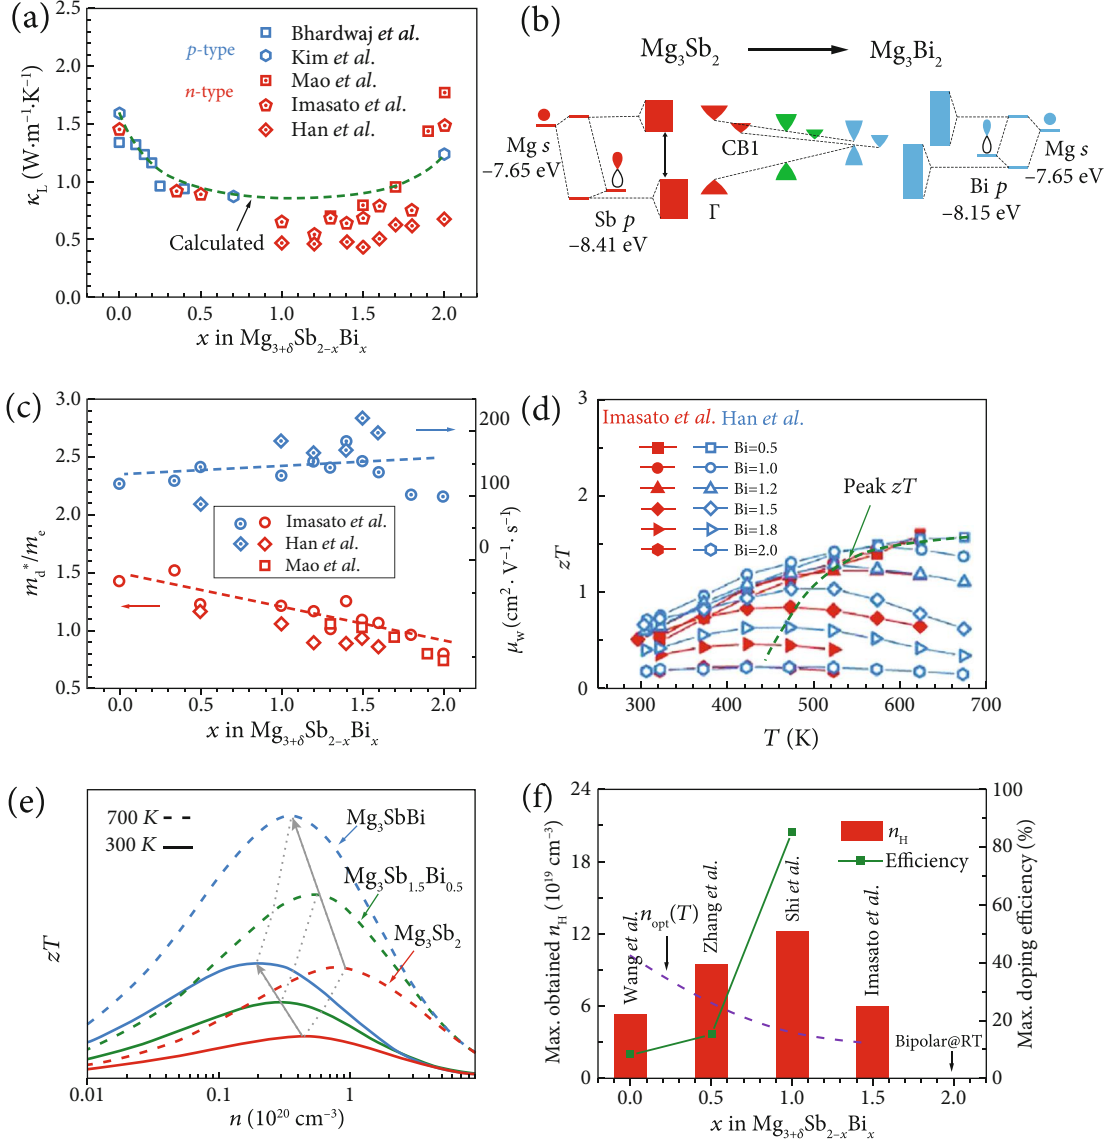 (a)
κL (W·m−1·K−1)
2.5
2.0
1.5
1.0
0.5
0.0
p-type
n-type
Bhardwaj et al.
Kim et al.
Mao et al.
Imasato et al.
Han et al.
Calculated
0.0 0.5 1.0 1.5 2.0
x in Mg3+δSb2−xBix
(b)
Mg3Sb2
Mg3Bi2
Mg s
−7.65 eV
Sb p
−8.41 eV
CB1
Γ
Bi p
−8.15 eV
Mg s
−7.65 eV
(c)
md*/me
3.0
2.5
2.0
1.5
1.0
0.5
200
100
0
μw(cm2 · V−1 · s−1)
Imasato et al.
Han et al.
Mao et al.
0.0 0.5 1.0 1.5 2.0
x in Mg3+δSb2−xBix
(d)
zT
3
2
1
0
Imasato et al. Han et al.
Bi=0.5
Bi=1.0
Bi=1.2
Bi=1.5
Bi=1.8
Bi=2.0
Peak zT
300 400 500 600 700
T (K)
(e)
700 K
300 K
Mg3SbBi
Mg3Sb1.5Bi0.5
Mg3Sb2
zT
0.01 0.1 1
n (1020 cm−3)
(f)
Max. obtained nH (1019 cm−3)
24
18
12
6
0
100
80
60
40
20
0
Max. doping efficiency (%)
nH
Efficiency
nopt(T)
Wang et al.
Zhang et al.
Shi et al.
Imasato et al.
Bipolar@RT
0.0 0.5 1.0 1.5 2.0
x in Mg3+δSb2−xBix